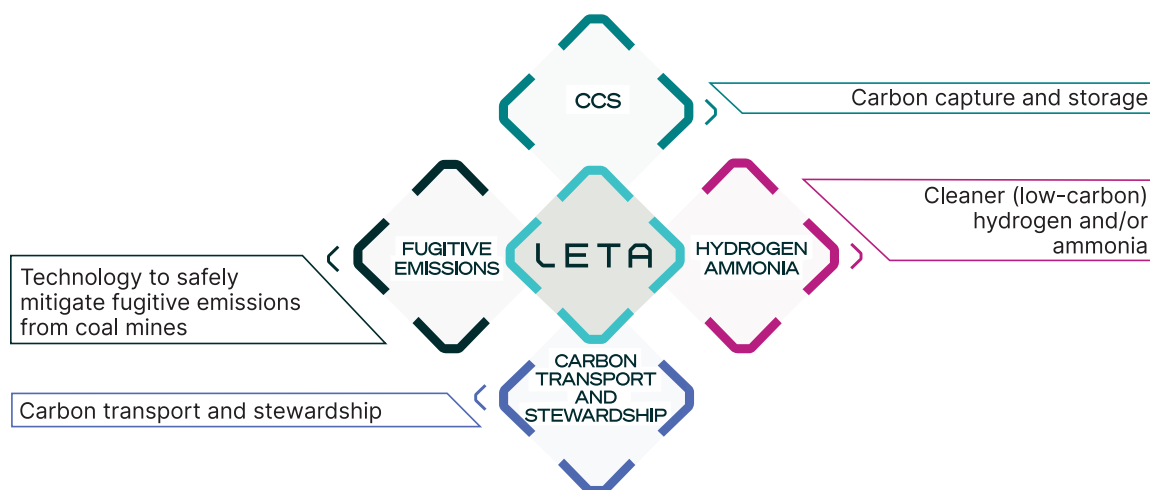 CCS
Carbon capture and storage
Cleaner (low-carbon)
hydrogen and/or
ammonia
FUGITIVE
EMISSIONS
LETA
HYDROGEN
AMMONIA
Technology to safely
mitigate fugitive emissions
from coal mines
CARBON
TRANSPORT
AND
STEWARDSHIP
Carbon transport and stewardship